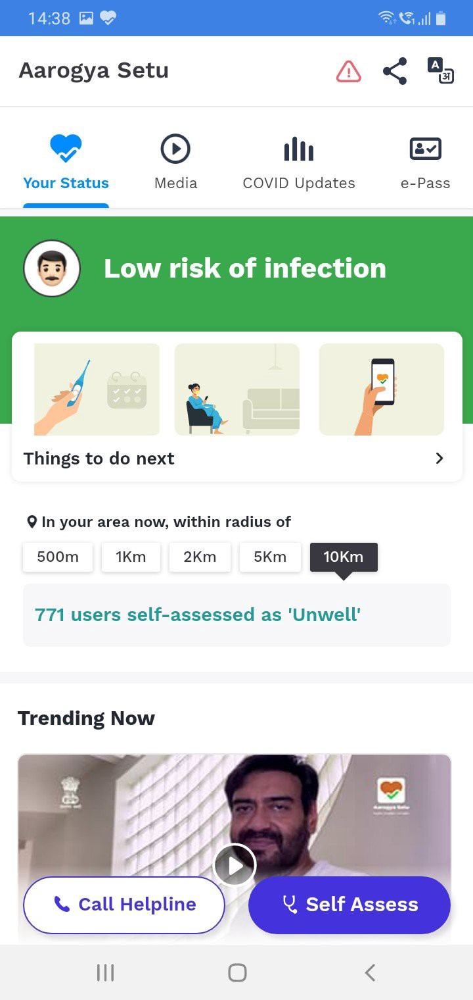 14:38
Aarogya Setu
A
अ
Your Status
Media
COVID Updates
e-Pass
Low risk of infection
Things to do next
In your area now, within radius of
500m
1Km
2Km
5Km
10Km
771 users self-assessed as 'Unwell'
Trending Now
Aarogya Setu
Call Helpline
Self Assess